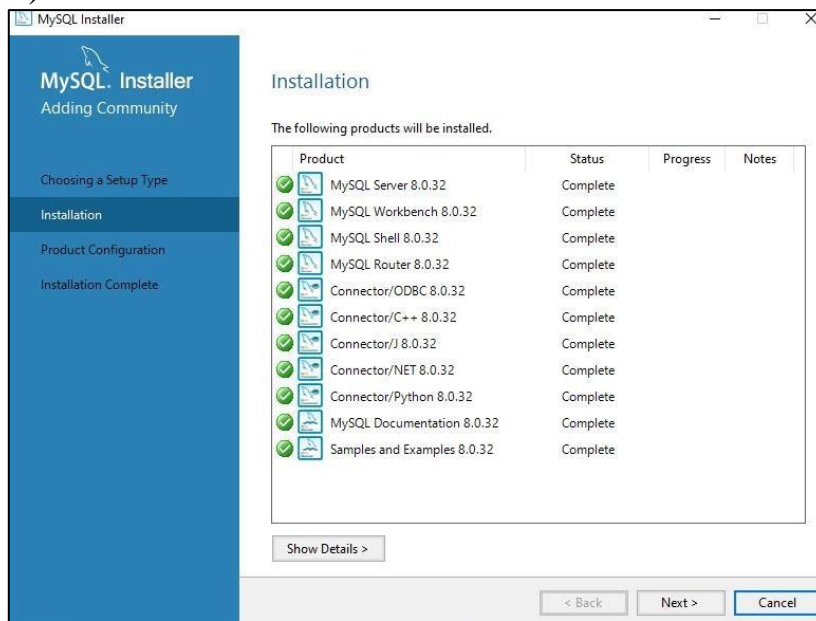 MySQL Installer
MySQL. Installer
Adding Community
Choosing a Setup Type
Installation
Product Configuration
Installation Complete
Installation
The following products will be installed.
Product Status Progress Notes
MySQL Server 8.0.32 Complete
MySQL Workbench 8.0.32 Complete
MySQL Shell 8.0.32 Complete
MySQL Router 8.0.32 Complete
Connector/ODBC 8.0.32 Complete
Connector/C++ 8.0.32 Complete
Connector/J 8.0.32 Complete
Connector/NET 8.0.32 Complete
Connector/Python 8.0.32 Complete
MySQL Documentation 8.0.32 Complete
Samples and Examples 8.0.32 Complete
Show Details >
< Back Next > Cancel